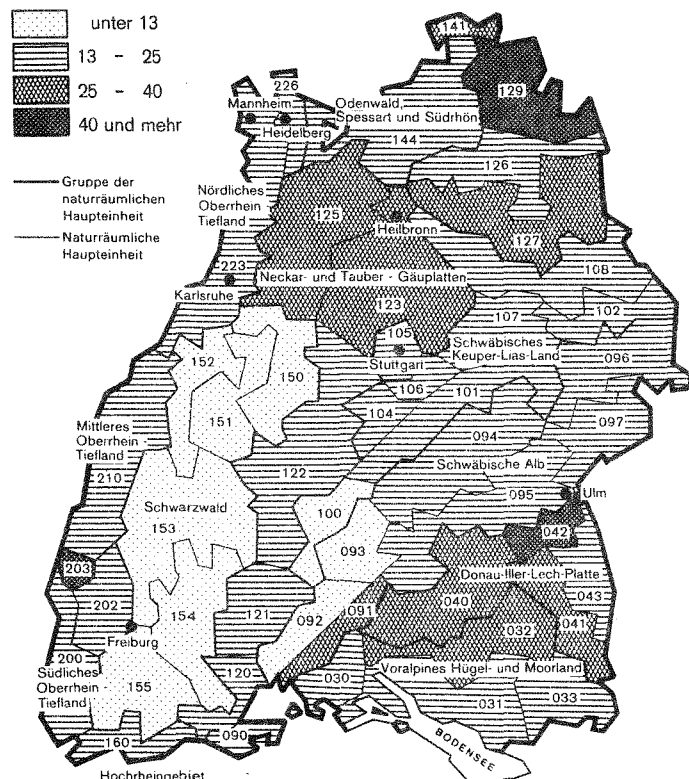 unter 13
13 - 25
25 - 40
40 und mehr
Gruppe der
naturräumlichen
Haupteinheit
Naturräumliche
Haupteinheit
141
129
226
Mannheim
Heidelberg
Odenwald,
Spessart und Südrhön
144
126
Nördliches
Oberrhein-
Tiefland
125
Heilbronn
127
108
223
Neckar- und Tauber - Gäuplatten
Karlsruhe
123
107
102
105
Schwäbisches
Keuper-Lias-Land
096
Stuttgart
152
150
106
101
104
097
151
094
Mittleres
Oberrhein-
Tiefland
210
122
Schwäbische Alb
095
Ulm
Schwarzwald
153
100
042
093
203
Donau-Iller-Lech-Platte
202
154
121
092
091
040
043
041
032
Freiburg
200
Südliches
Oberrhein-
Tiefland
155
120
030
Voralpines Hügel- und Moorland
031
033
160
090
BODENSEE
Hochrheingebiet